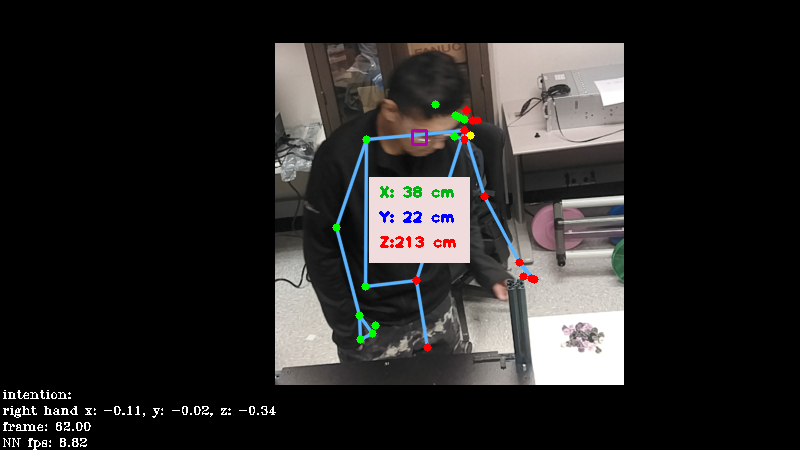 FANUC
X: 38 cm
Y: 22 cm
Z:213 cm
intention:
right hand x: -0.11, y: -0.02, z: -0.34
frame: 62.00
NN fps: 8.82